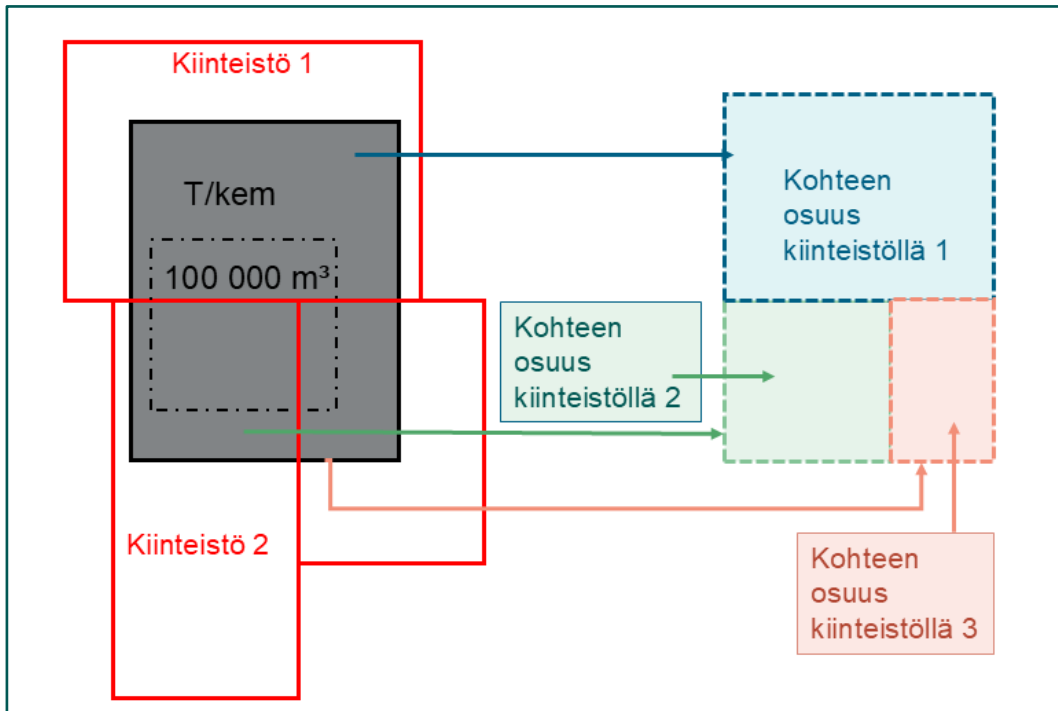 Kiinteistö 1
T/kem
100 000 m³
Kiinteistö 2
Kohteen
osuus
kiinteistöllä 1
Kohteen
osuus
kiinteistöllä 2
Kohteen
osuus
kiinteistöllä 3